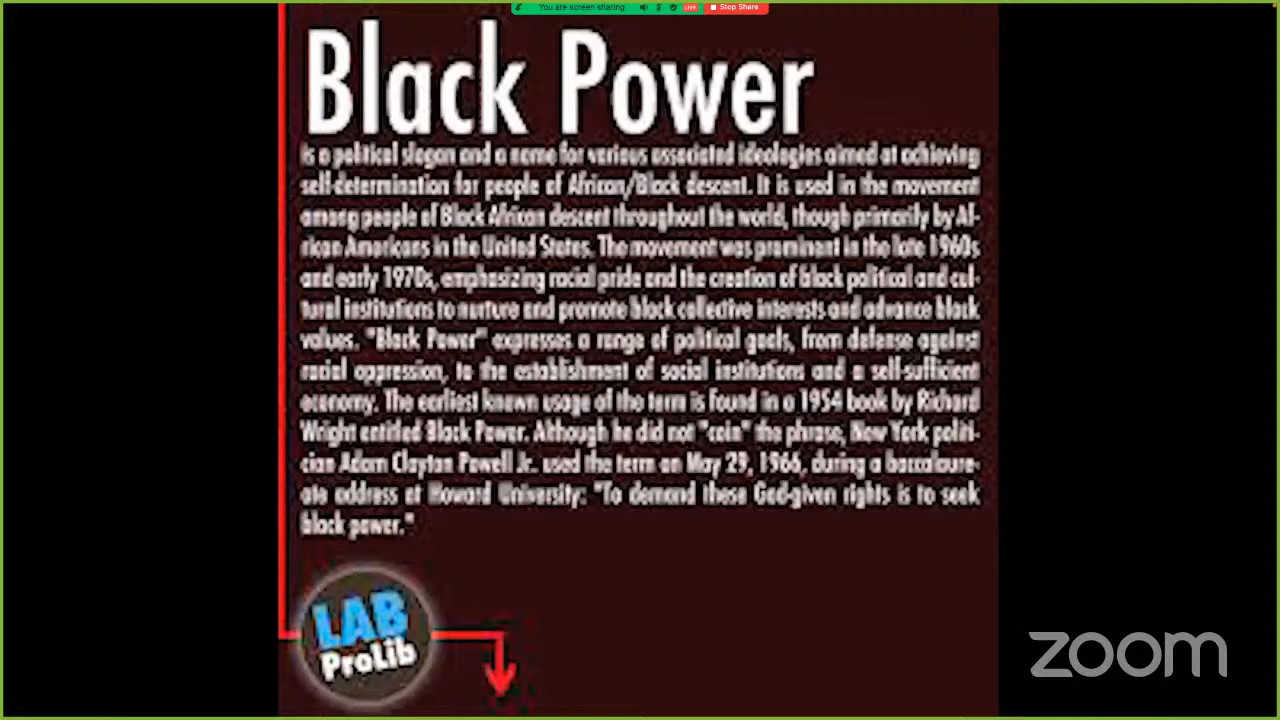 You are screen sharing
LIVE
Stop Share
Black Power
is a political slogan and a name for various associated ideologies aimed at achieving
self-determination for people of African/Black descent. It is used in the movement
among people of Black African descent throughout the world, though primarily by Af-
rican Americans in the United States. The movement was prominent in the late 1960s
and early 1970s, emphasizing racial pride and the creation of black political and cul-
tural institutions to nurture and promote black collective interests and advance black
values. "Black Power" expresses a range of political goals, from defense against
racial oppression, to the establishment of social institutions and a self-sufficient
economy. The earliest known usage of the term is found in a 1954 book by Richard
Wright entitled Black Power. Although he did not "coin" the phrase, New York politi-
cian Adam Clayton Powell Jr. used the term on May 29, 1966, during a baccalaure-
ate address at Howard University: "To demand these God-given rights is to seek
black power."
LAB
ProLib
zoom